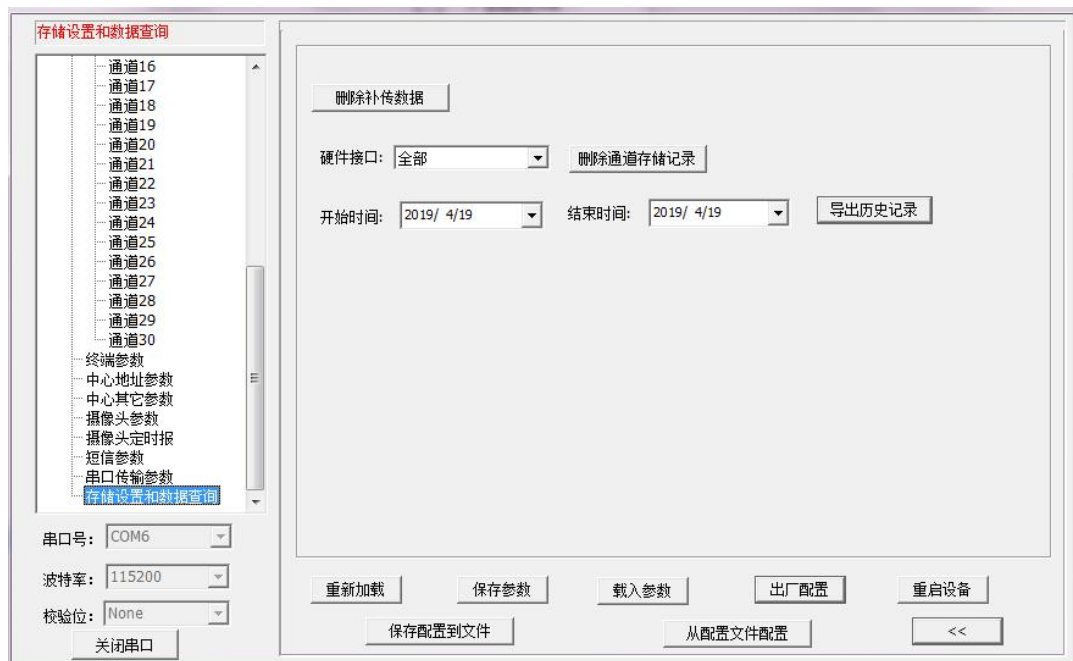 存储设置和数据查询
通道16
通道17
通道18
通道19
通道20
通道21
通道22
通道23
通道24
通道25
通道26
通道27
通道28
通道29
通道30
终端参数
中心地址参数
中心其它参数
摄像头参数
摄像头定时报
短信参数
串口传输参数
存储设置和数据查询
串口号: COM6
波特率: 115200
校验位: None
关闭串口
删除补传数据
硬件接口: 全部 删除通道存储记录
开始时间: 2019/ 4/19 结束时间: 2019/ 4/19 导出历史记录
重新加载 保存参数 载入参数 出厂配置 重启设备
保存配置到文件 从配置文件配置 <<